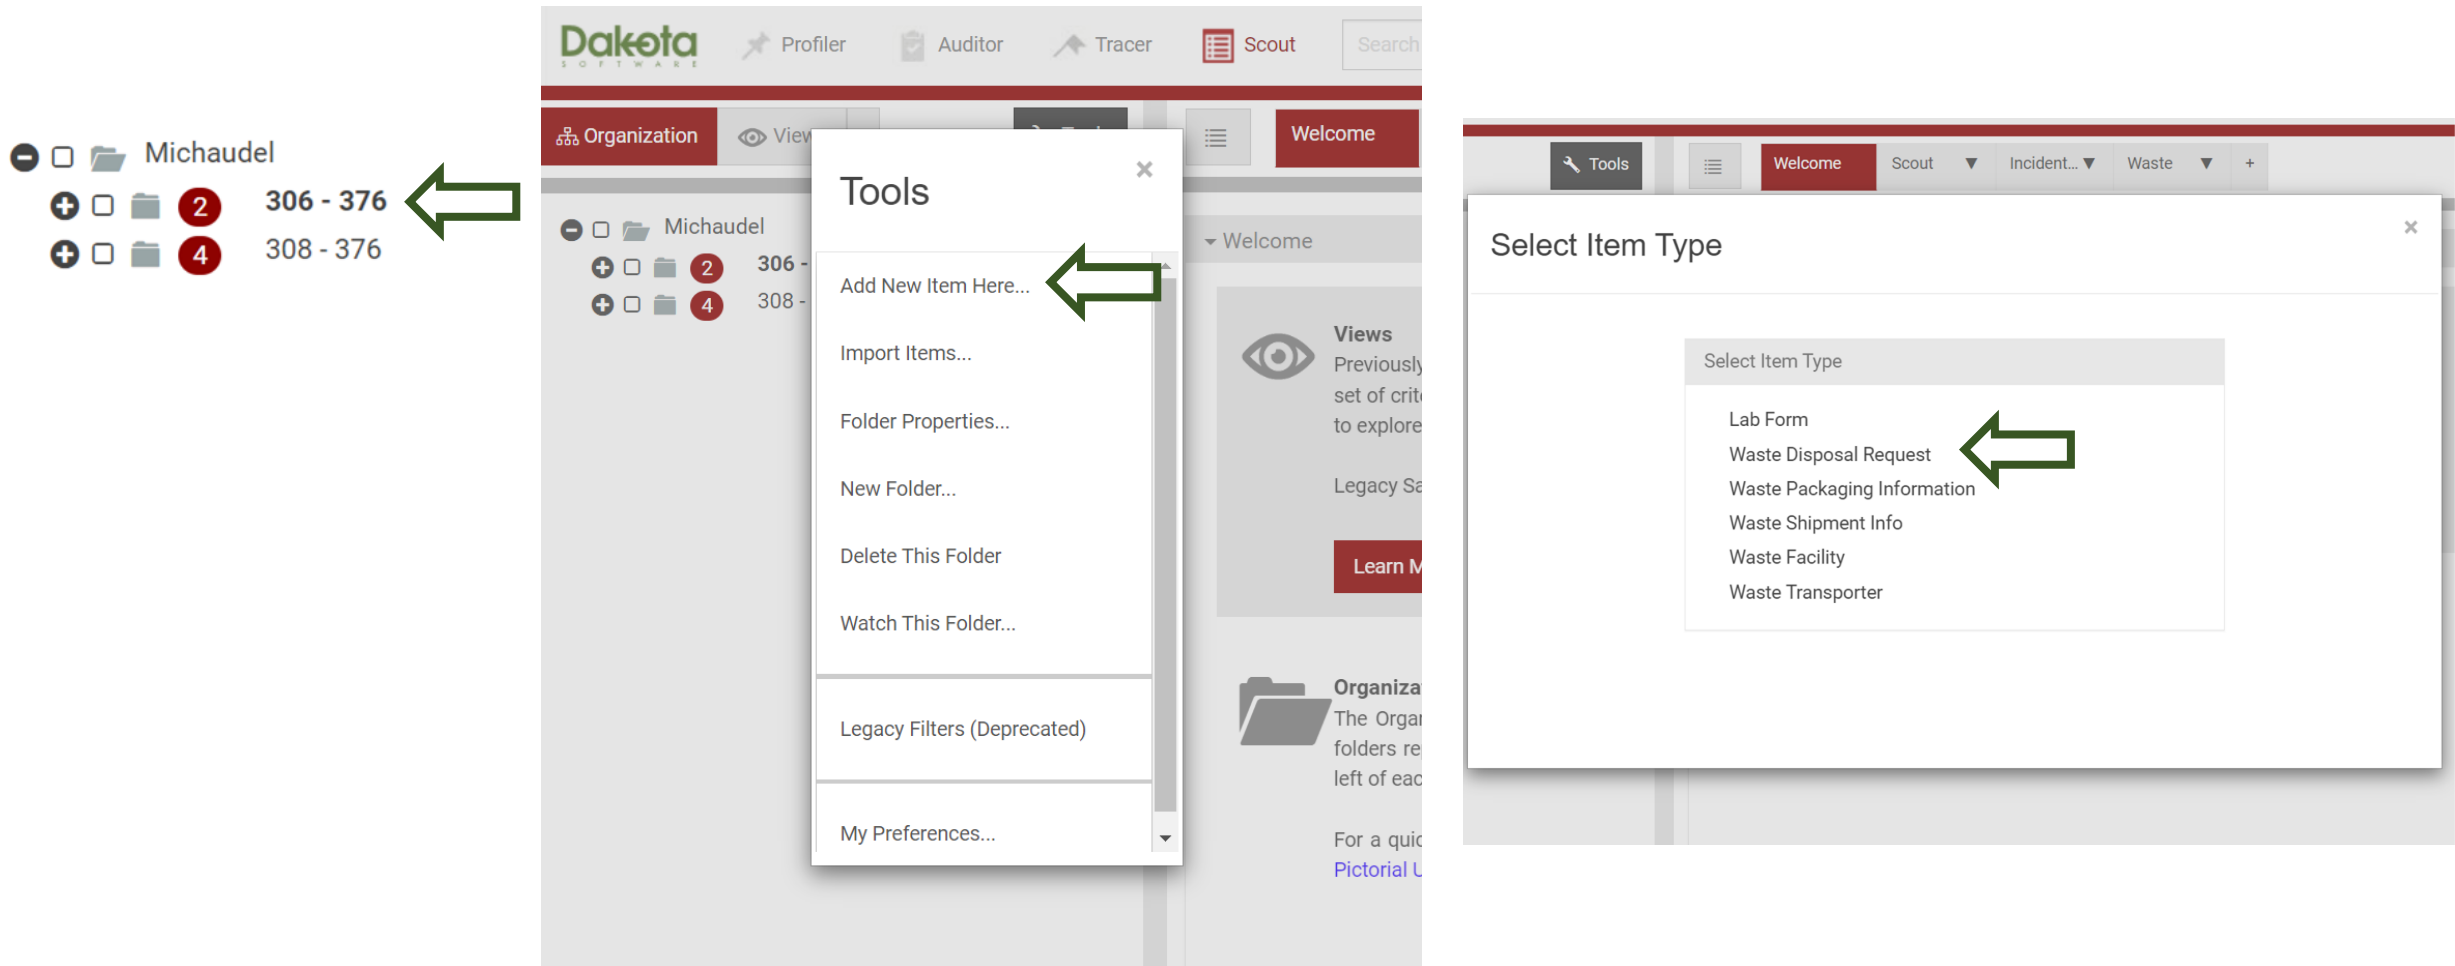 Michaudel
2 306 - 376
4 308 - 376
Dakota
SOFTWARE
Profiler
Auditor
Tracer
Scout
Search
Organization
View
Welcome
Tools
×
Michaudel
2 306 -
4 308 -
Add New Item Here...
Import Items...
Folder Properties...
New Folder...
Delete This Folder
Watch This Folder...
Legacy Filters (Deprecated)
My Preferences...
Welcome
Views
Previously
set of crit
to explore
Legacy Sa
Learn M
Organiza
The Organ
folders re
left of eac
For a quic
Pictorial U
Tools
Welcome
Scout
Incident...
Waste
+
Select Item Type
×
Select Item Type
Lab Form
Waste Disposal Request
Waste Packaging Information
Waste Shipment Info
Waste Facility
Waste Transporter